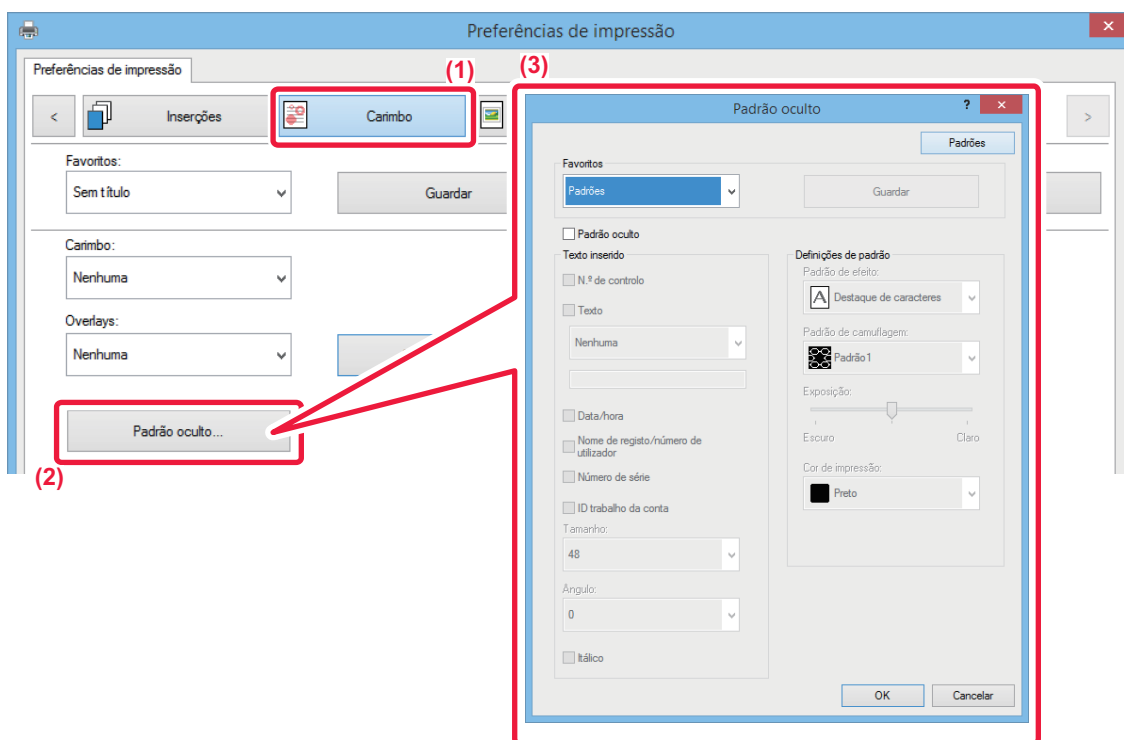 Preferências de impressão
×
Preferências de impressão
(1)
(3)
<
Inserções
Carimbo
>
Favoritos:
Sem título
Guardar
Carimbo:
Nenhuma
Overlays:
Nenhuma
Padrão oculto...
(2)
Padrão oculto
? ×
Padrões
Favoritos
Padrões
Guardar
Padrão oculto
Texto inserido
N.º de controlo
Texto
Nenhuma
Data/hora
Nome de registo/número de
utilizador
Número de série
ID trabalho da conta
Tamanho:
48
Angulo:
0
Itálico
Definições de padrão
Padrão de efeito:
A Destaque de caracteres
Padrão de camuflagem:
Padrão1
Exposição:
Escuro Claro
Cor de impressão:
Preto
OK Cancelar